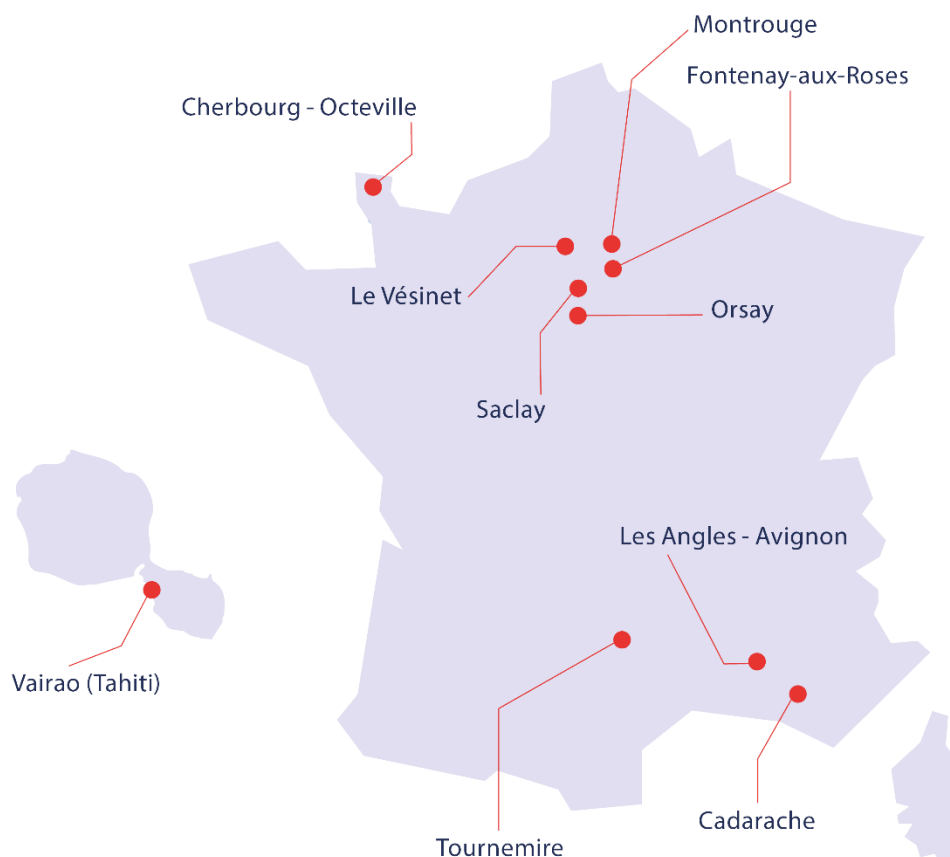 Montrouge
Fontenay-aux-Roses
Cherbourg - Octeville
Le Vésinet
Orsay
Saclay
Les Angles - Avignon
Vairao (Tahiti)
Cadarache
Tournemire